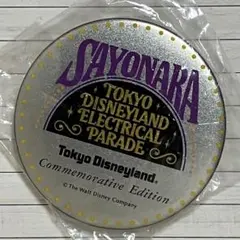 SAYONARA
TOKYO
DISNEYLAND
ELECTRICAL
PARADE
Tokyo Disneyland®
Commemorative Edition
© The Walt Disney Company